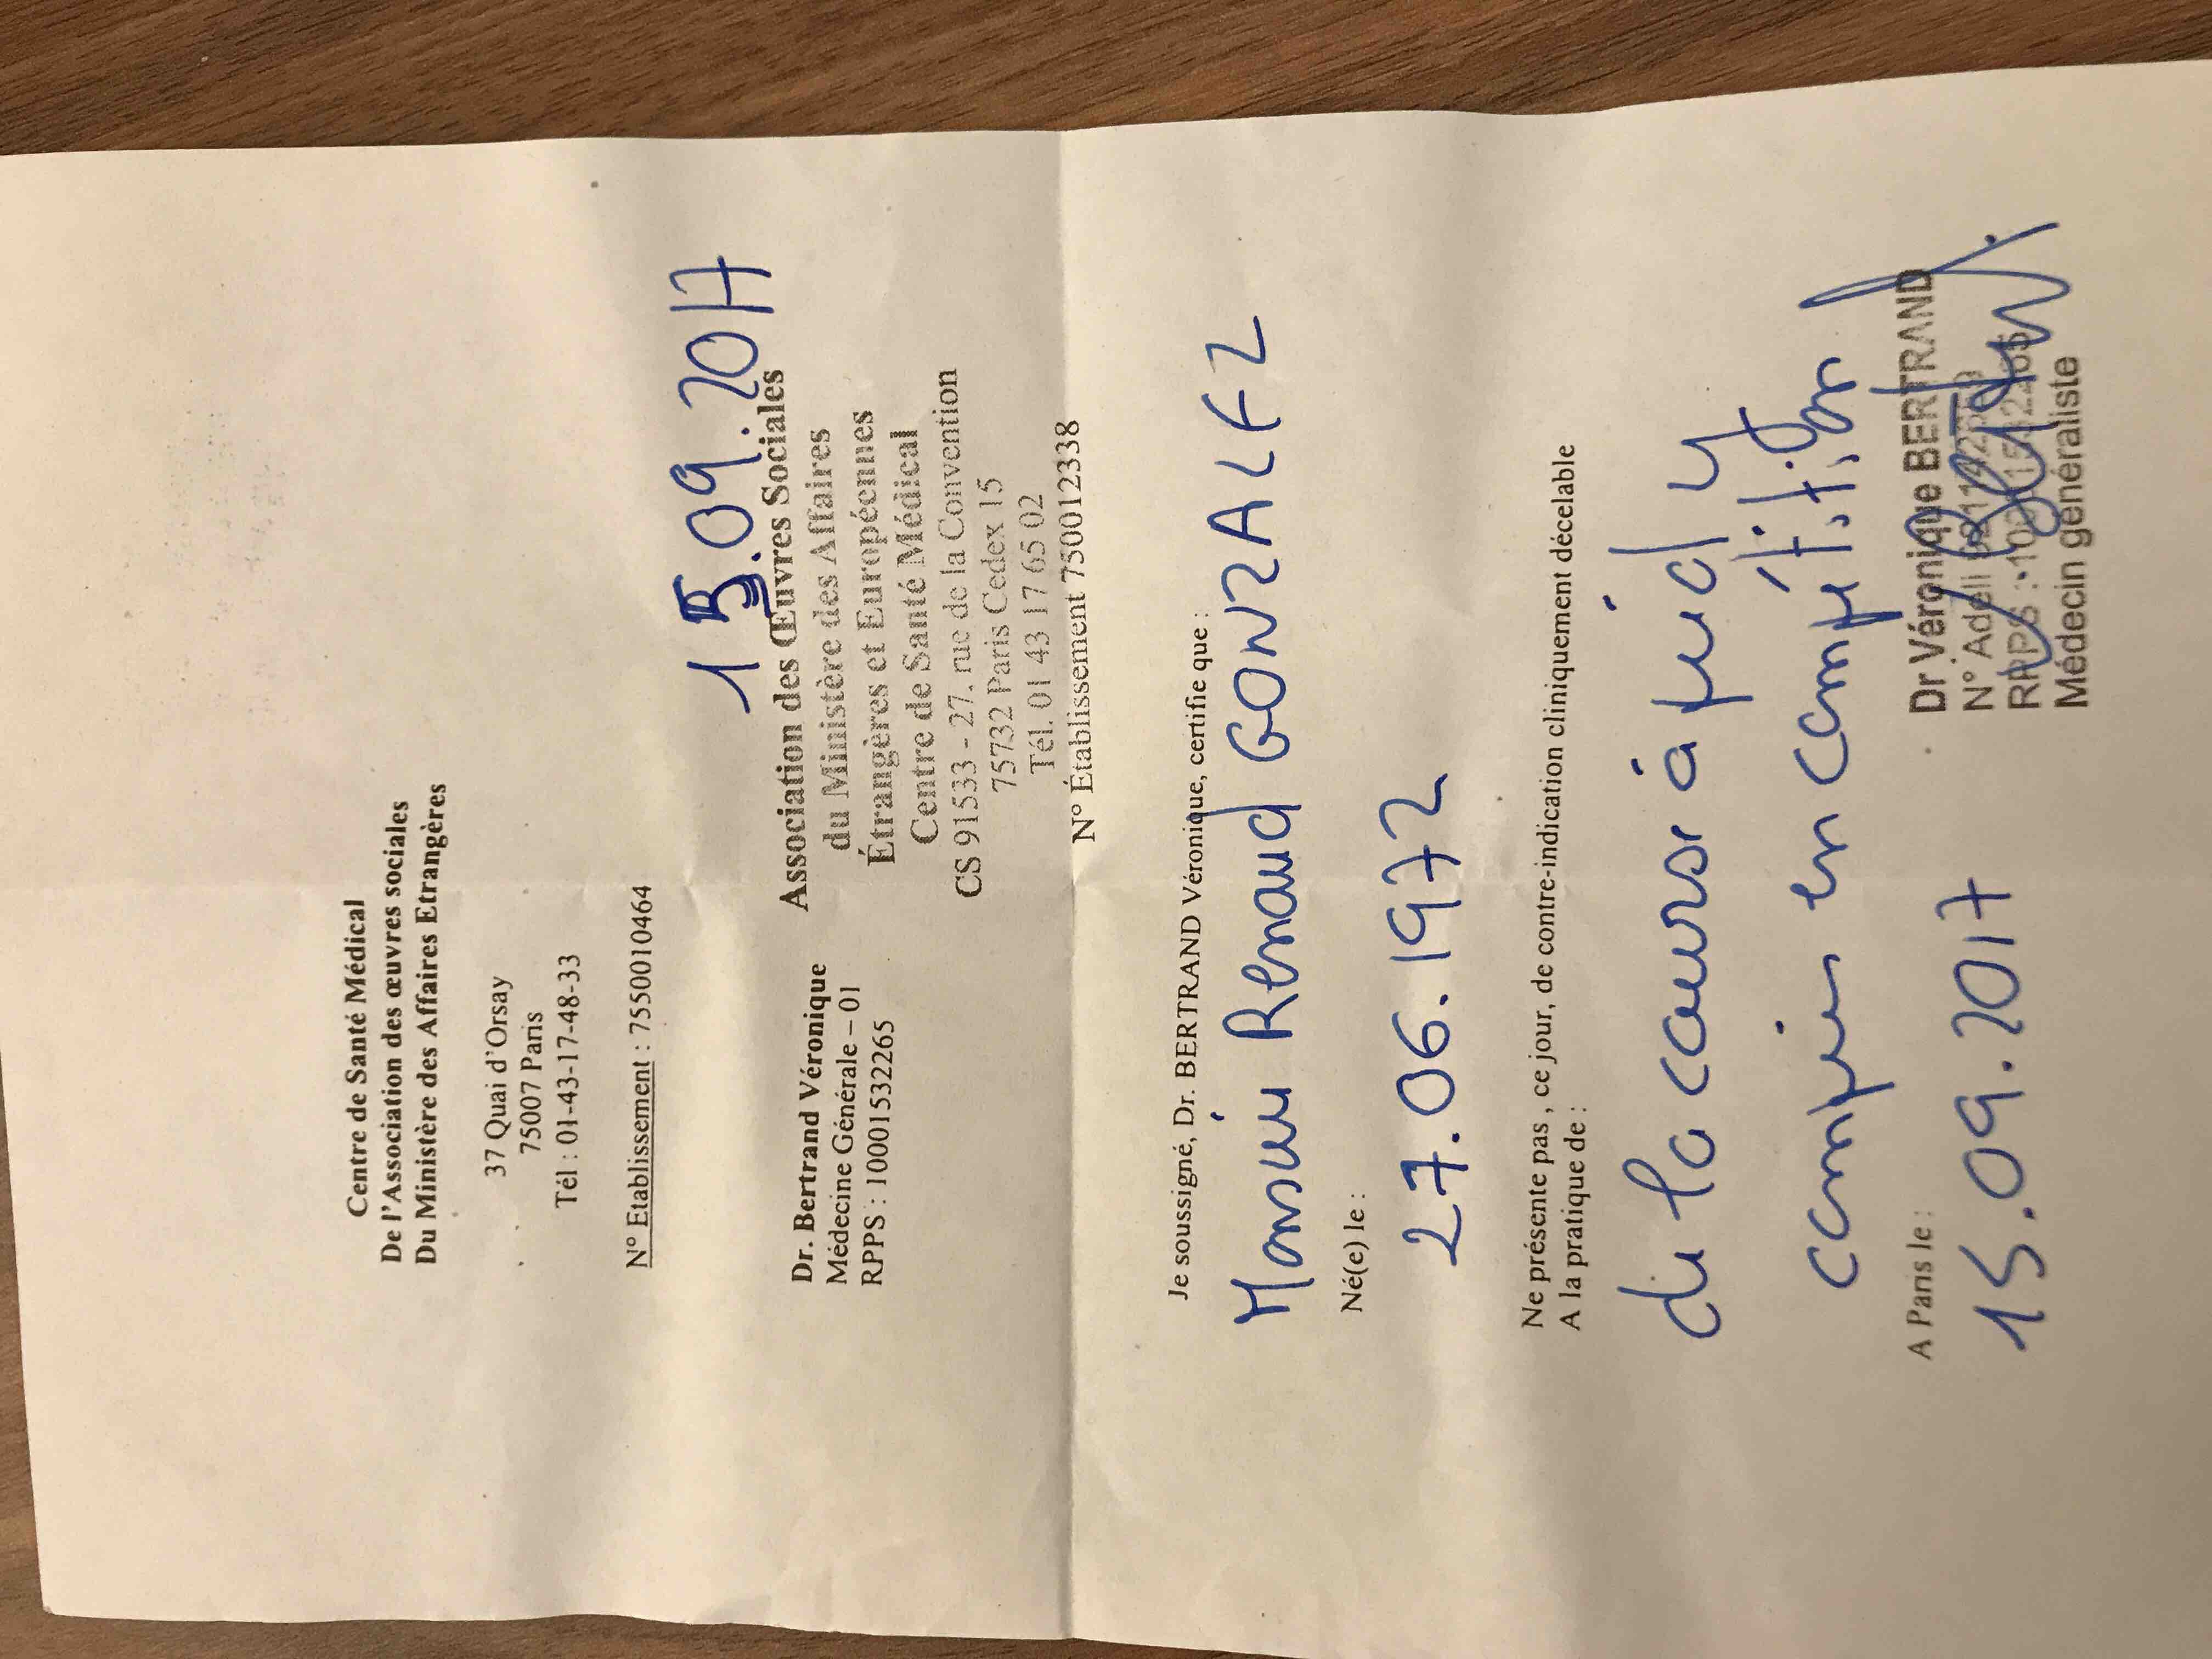 Centre de Santé Médical
De l'Association des œuvres sociales
Du Ministère des Affaires Etrangères
37 Quai d'Orsay
75007 Paris
Tél : 01-43-17-48-33
N° Etablissement : 7550010464
15.09.2017
Dr. Bertrand Véronique
Médecine Générale – 01
RPPS : 10001532265
Association des Œuvres Sociales
du Ministère des Affaires
Étrangères et Européennes
Centre de Santé Médical
CS 91533 - 27, rue de la Convention
75732 Paris Cedex 15
Tél. 01 43 17 65 02
N° Établissement 750012338
Je soussigné, Dr. BERTRAND Véronique, certifie que :
Monsieur Renaud GONZALEZ
Né(e) le :
27.06.1972
Ne présente pas , ce jour, de contre-indication cliniquement décelable
A la pratique de :
de la course à pied y
compris en compétition
A Paris le :
15.09.2017
Dr Véronique BERTRAND
N° Adeli
RPPS : 10001532265
Médecin généraliste
V. Bertrand